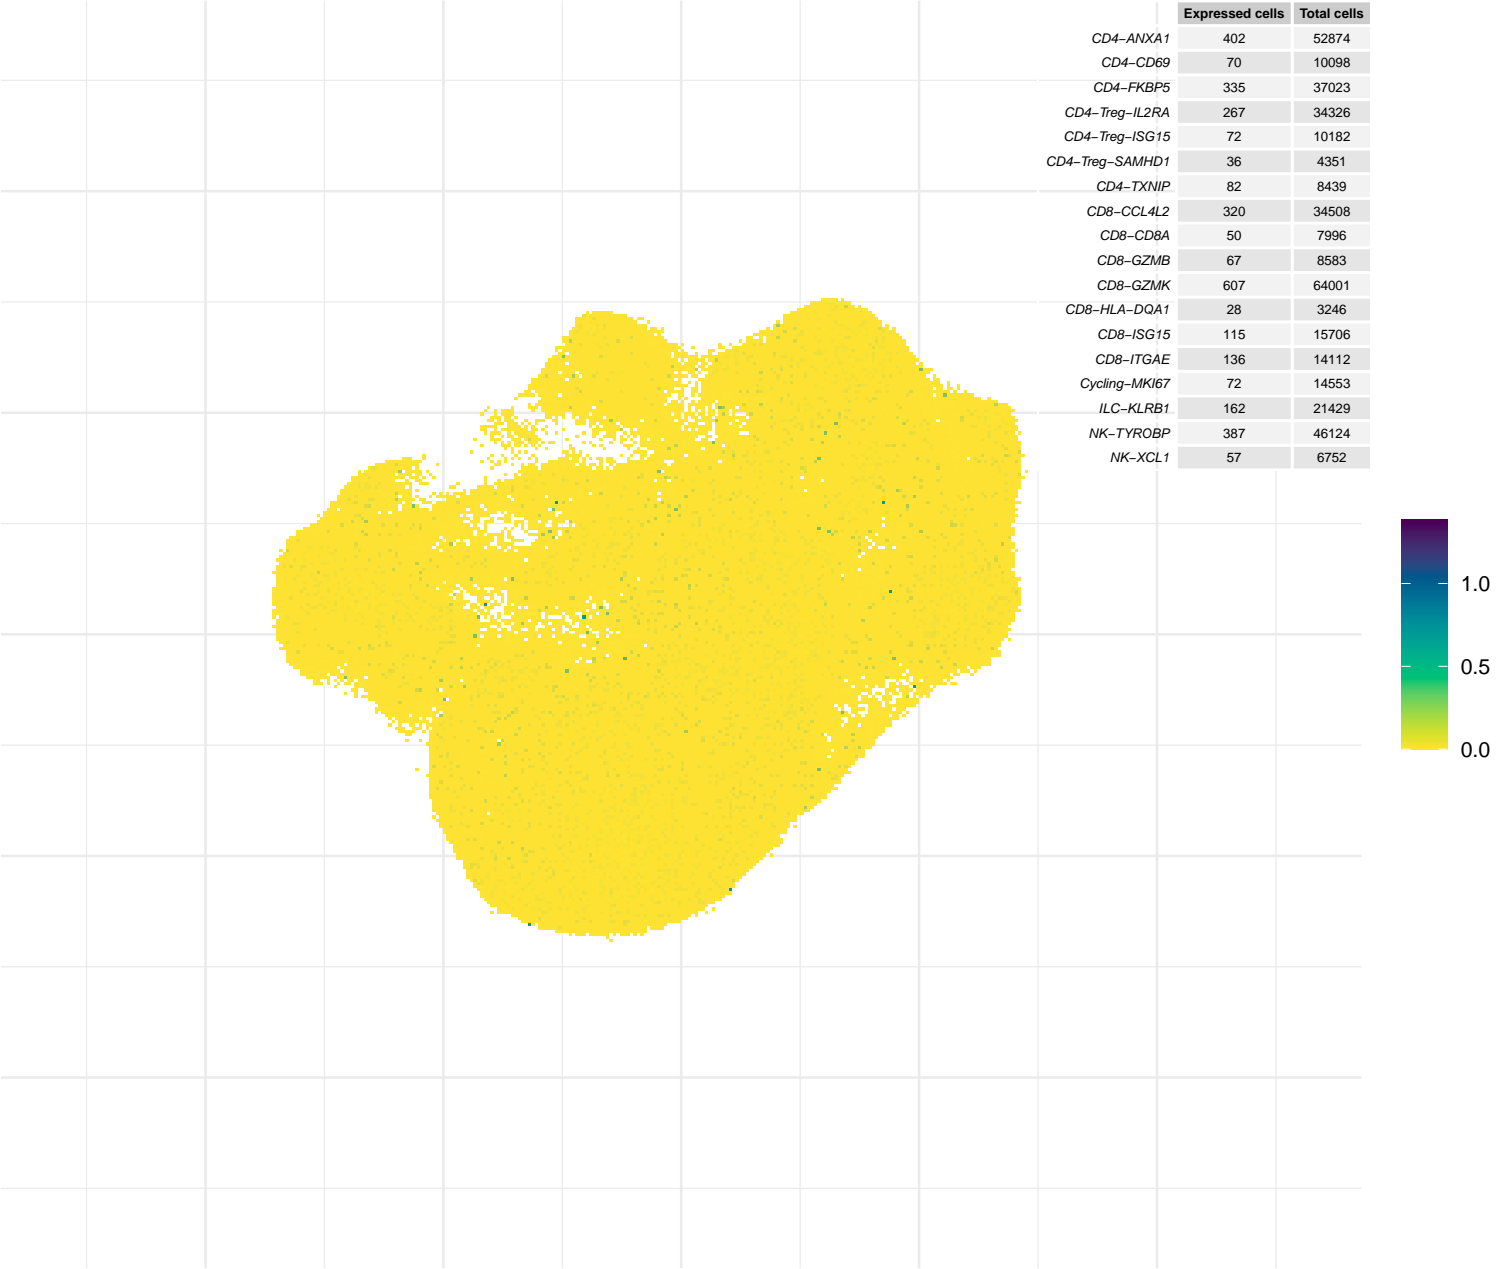 Expressed cells Total cells
CD4−ANXA1 402 52874
CD4−CD69 70 10098
CD4−FKBP5 335 37023
CD4−Treg−IL2RA 267 34326
CD4−Treg−ISG15 72 10182
CD4−Treg−SAMHD1 36 4351
CD4−TXNIP 82 8439
CD8−CCL4L2 320 34508
CD8−CD8A 50 7996
CD8−GZMB 67 8583
CD8−GZMK 607 64001
CD8−HLA−DQA1 28 3246
CD8−ISG15 115 15706
CD8−ITGAE 136 14112
Cycling−MKI67 72 14553
ILC−KLRB1 162 21429
NK−TYROBP 387 46124
NK−XCL1 57 6752
1.0
0.5
0.0